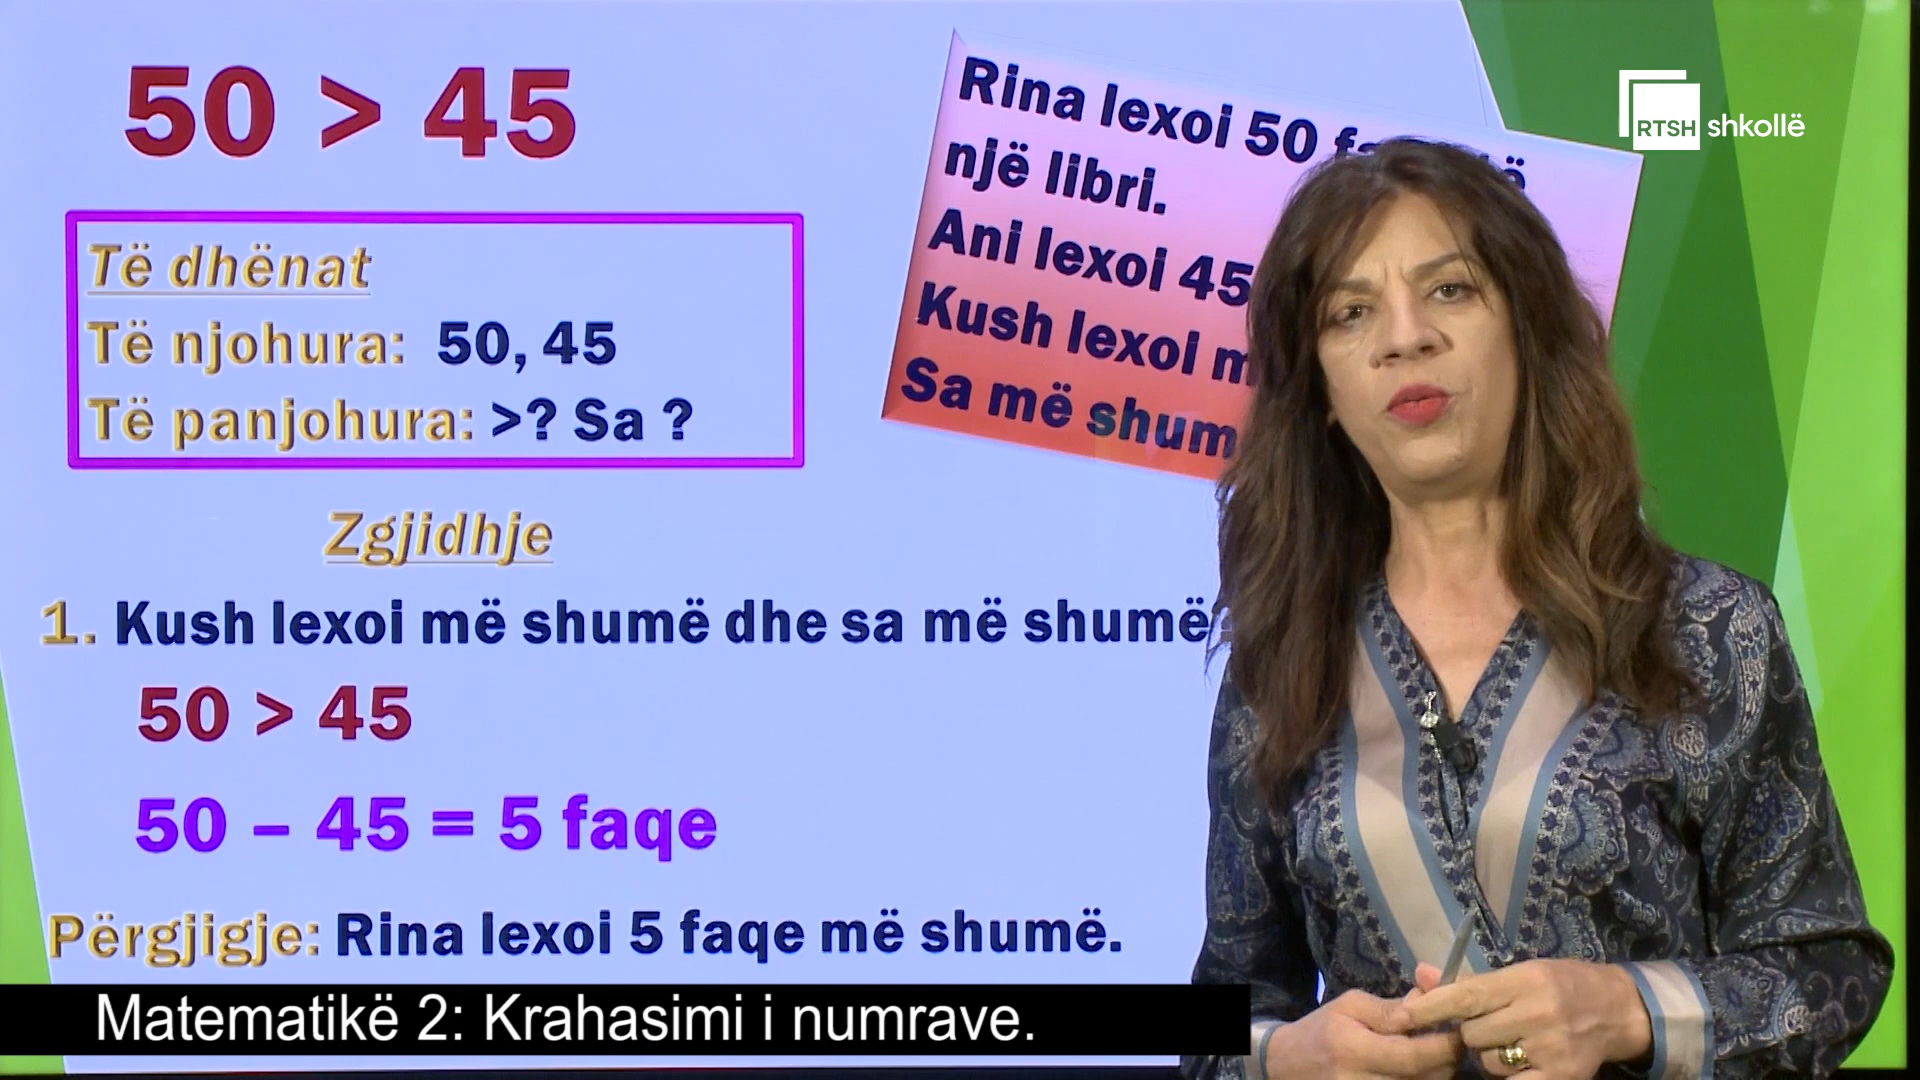 50 > 45
Të dhënat
Të njohura: 50, 45
Të panjohura: >? Sa ?
Zgjidhje
1. Kush lexoi më shumë dhe sa më shumë
50 > 45
50 – 45 = 5 faqe
Përgjigje: Rina lexoi 5 faqe më shumë.
Rina lexoi 50
një libri.
Ani lexoi 45
Kush lexoi
Sa më
RTSH shkollë
Matematikë 2: Krahasimi i numrave.